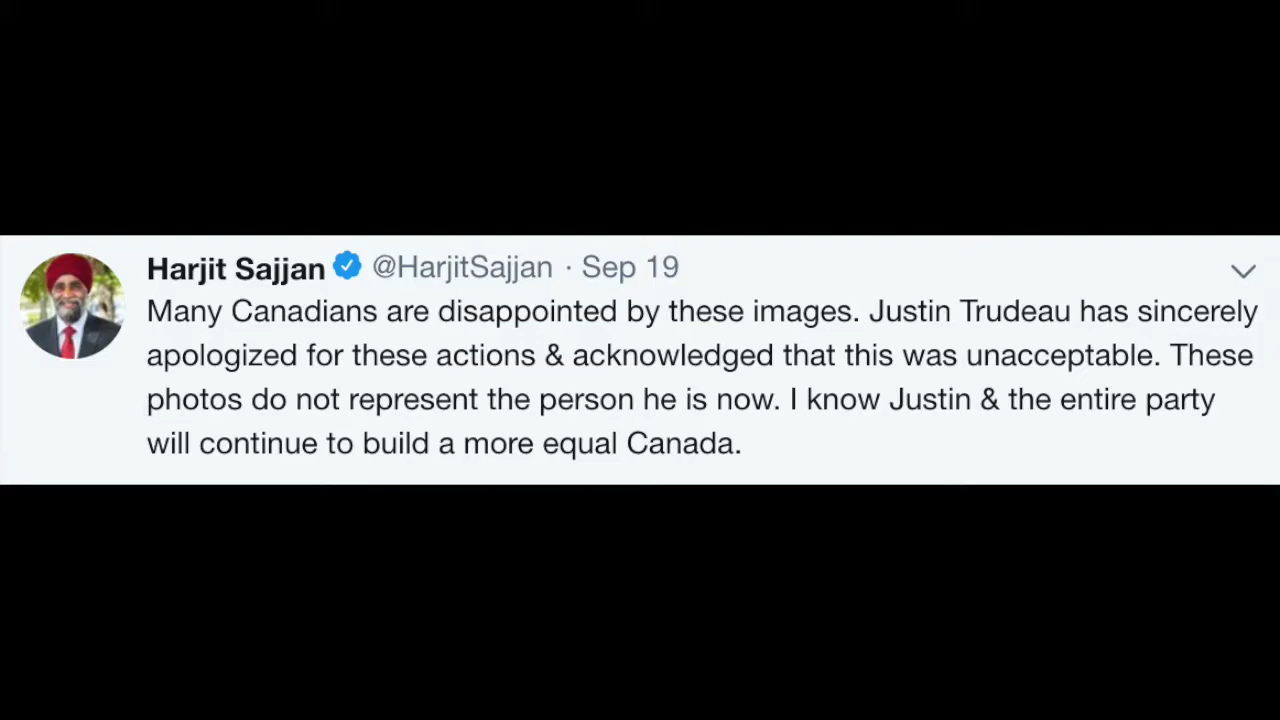 Harjit Sajjan @HarjitSajjan · Sep 19
Many Canadians are disappointed by these images. Justin Trudeau has sincerely
apologized for these actions & acknowledged that this was unacceptable. These
photos do not represent the person he is now. I know Justin & the entire party
will continue to build a more equal Canada.